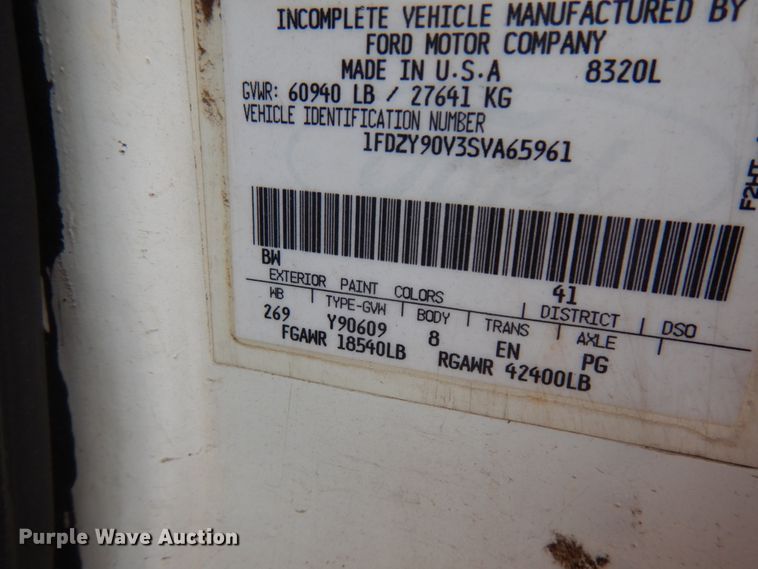 INCOMPLETE VEHICLE MANUFACTURED BY
FORD MOTOR COMPANY
MADE IN U.S.A 8320L
GVWR: 60940 LB / 27641 KG
VEHICLE IDENTIFICATION NUMBER
1FDZY90V3SVA65961
F2HT
BW 41
EXTERIOR PAINT COLORS DISTRICT DSO
WB TYPE-GVW BODY TRANS AXLE
269 Y90609 8 EN PG
FGAWR 18540LB RGAWR 42400LB
Purple Wave Auction